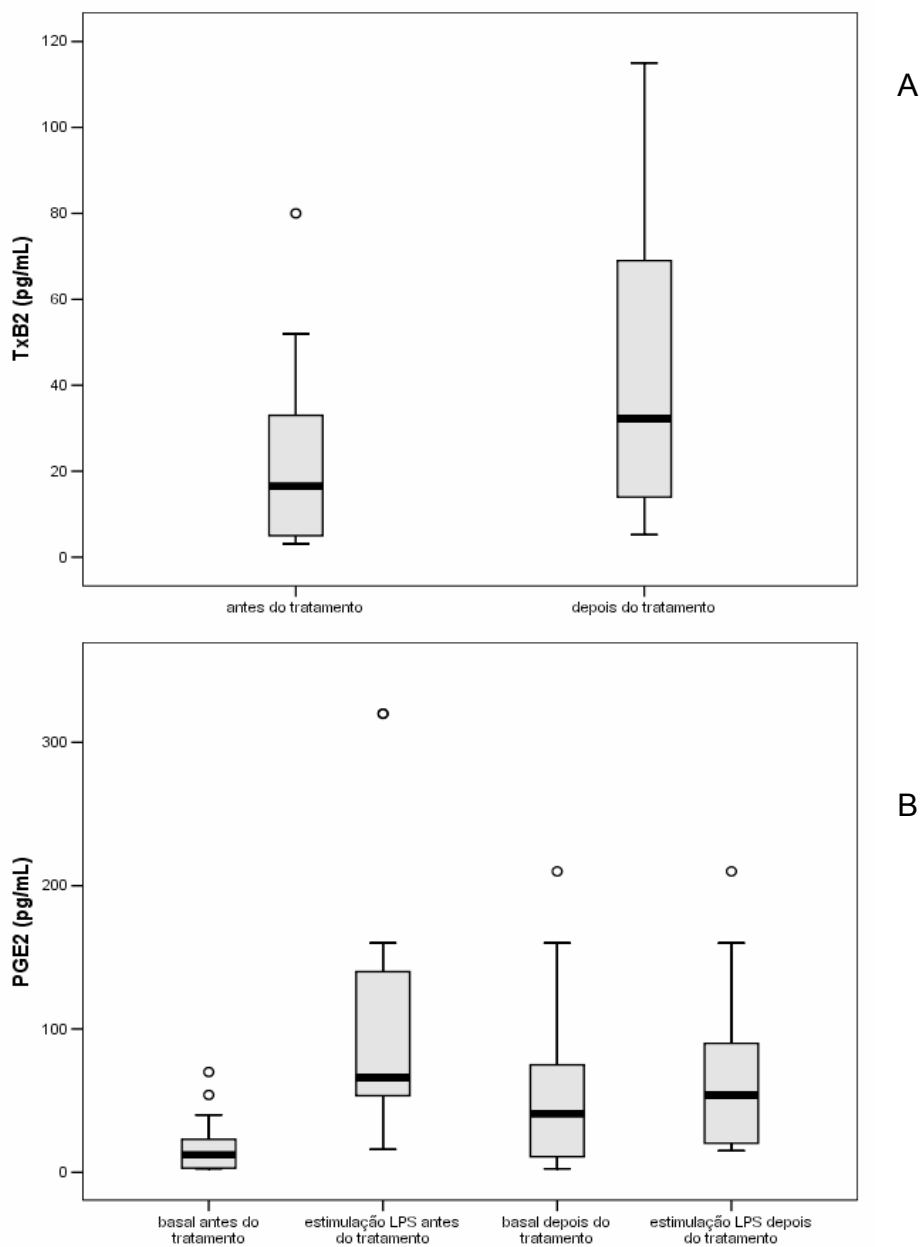 A
120
100
80
60
40
20
0
TxB2 (pg/mL)
antes do tratamento
depois do tratamento
B
300
200
100
0
PGE2 (pg/mL)
basal antes do
tratamento
estimulação LPS antes
do tratamento
basal depois do
tratamento
estimulação LPS depois
do tratamento